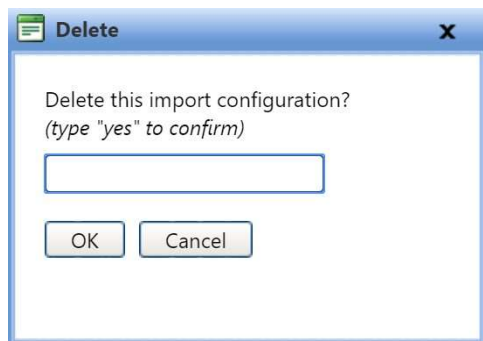 Delete
x
Delete this import configuration?
(type "yes" to confirm)
OK Cancel